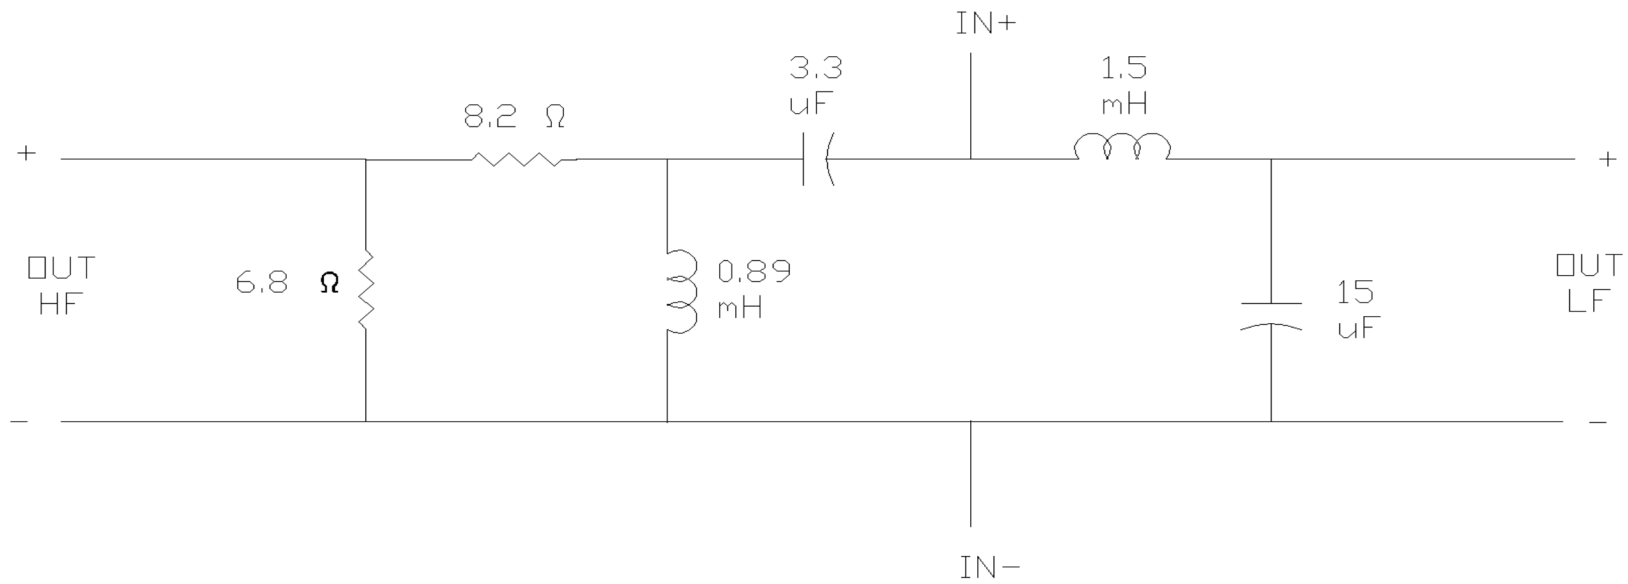 IN+
3.3
uF
1.5
mH
8.2 Ω
+
+
OUT
HF
6.8 Ω
0.89
mH
15
uF
OUT
LF
−
−
IN−